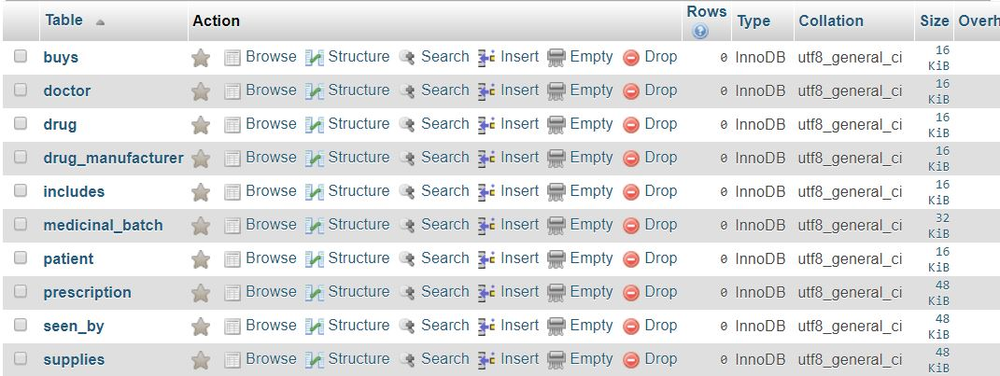 Table Action Rows Type Collation Size Overh
buys Browse Structure Search Insert Empty Drop 0 InnoDB utf8_general_ci 16 KiB
doctor Browse Structure Search Insert Empty Drop 0 InnoDB utf8_general_ci 16 KiB
drug Browse Structure Search Insert Empty Drop 0 InnoDB utf8_general_ci 16 KiB
drug_manufacturer Browse Structure Search Insert Empty Drop 0 InnoDB utf8_general_ci 16 KiB
includes Browse Structure Search Insert Empty Drop 0 InnoDB utf8_general_ci 16 KiB
medicinal_batch Browse Structure Search Insert Empty Drop 0 InnoDB utf8_general_ci 32 KiB
patient Browse Structure Search Insert Empty Drop 0 InnoDB utf8_general_ci 16 KiB
prescription Browse Structure Search Insert Empty Drop 0 InnoDB utf8_general_ci 48 KiB
seen_by Browse Structure Search Insert Empty Drop 0 InnoDB utf8_general_ci 48 KiB
supplies Browse Structure Search Insert Empty Drop 0 InnoDB utf8_general_ci 48 KiB